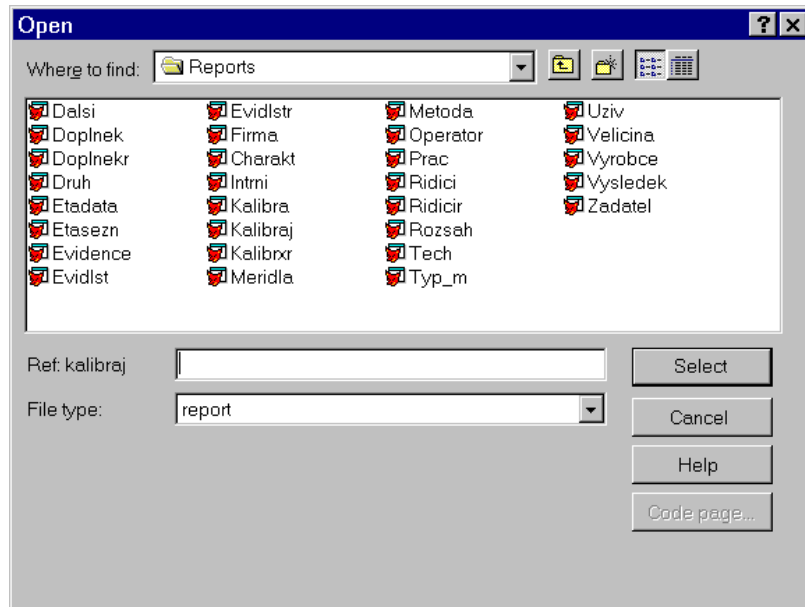 Open
Where to find: Reports
Dalsi Evidlstr Metoda Uziv
Doplnek Firma Operator Velicina
Doplnekr Charakt Prac Vyrobce
Druh Intrni Ridici Vysledek
Etadata Kalibra Ridicir Zadatel
Etasezn Kalibraj Rozsah
Evidence Kalibrxr Tech
Evidlst Meridla Typ_m
Ref: kalibraj Select
File type: report Cancel
Help
Code page...